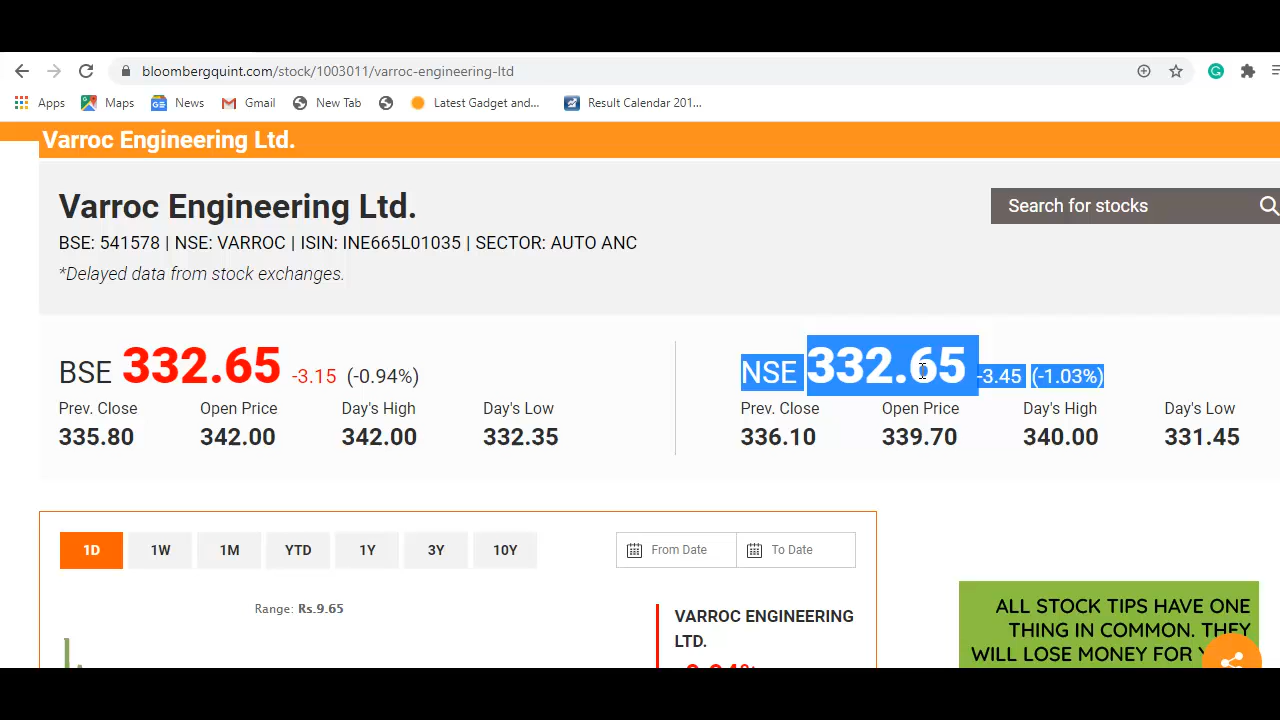 bloombergquint.com/stock/1003011/varroc-engineering-ltd
Apps Maps News Gmail New Tab Latest Gadget and... Result Calendar 201...
Varroc Engineering Ltd.
Varroc Engineering Ltd.
Search for stocks
BSE: 541578 | NSE: VARROC | ISIN: INE665L01035 | SECTOR: AUTO ANC
*Delayed data from stock exchanges.
BSE 332.65 -3.15 (-0.94%)
Prev. Close Open Price Day's High Day's Low
335.80 342.00 342.00 332.35
NSE 332.65 -3.45 (-1.03%)
Prev. Close Open Price Day's High Day's Low
336.10 339.70 340.00 331.45
1D 1W 1M YTD 1Y 3Y 10Y From Date To Date
Range: Rs.9.65
VARROC ENGINEERING
LTD.
ALL STOCK TIPS HAVE ONE
THING IN COMMON. THEY
WILL LOSE MONEY FOR